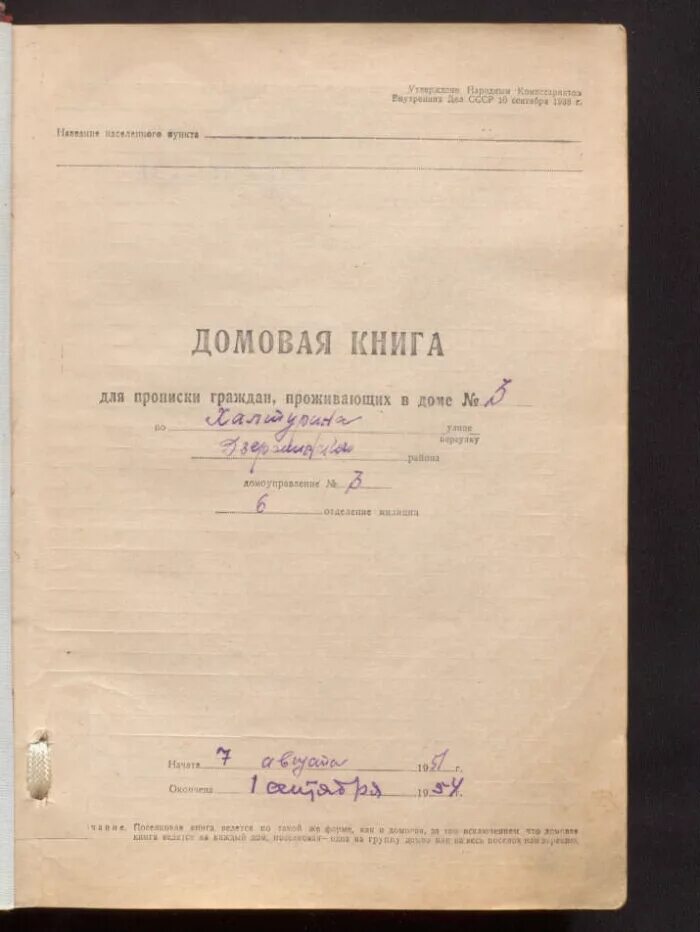 Утверждено Народным Комиссариатом
Внутренних Дел СССР 10 сентября 1938 г.
Название населенного пункта
ДОМОВАЯ КНИГА
для прописки граждан, проживающих в доме № 3
по Халтурина улице
переулку
Дзержинского района
домоуправление № 3
6 отделение милиции
Начата 7 августа 1951 г.
Окончена 1 сентября 1954 г.
чание. Поселковая книга ведется по такой же форме, как и домовая, за тем исключением, что домовая
книга ведется на каждый дом, поселковая—одна на группу домов или на весь поселок или деревню.